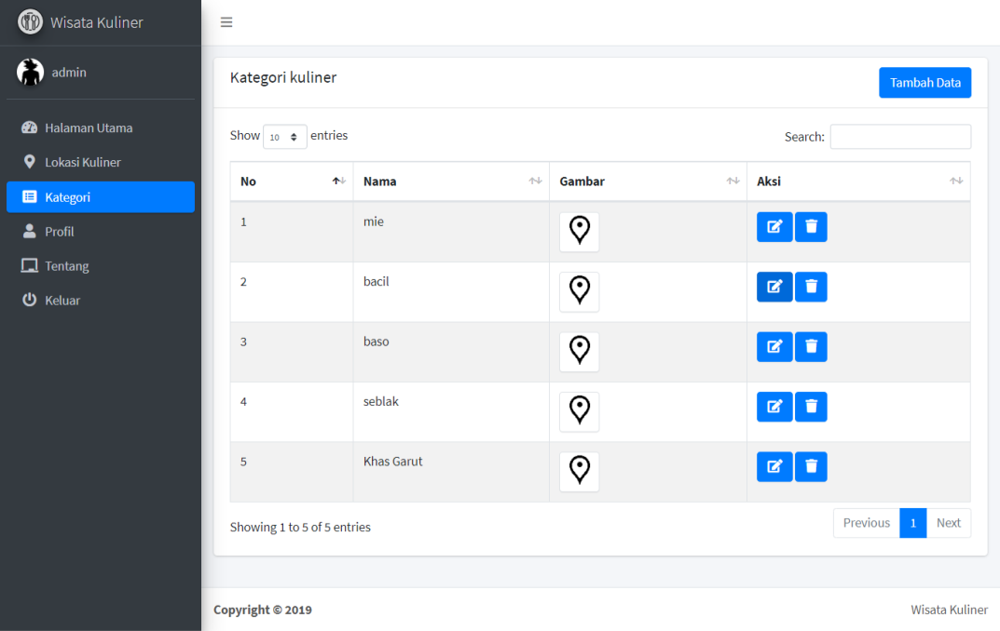 Wisata Kuliner
admin
Kategori kuliner
Tambah Data
Halaman Utama
Lokasi Kuliner
Kategori
Profil
Tentang
Keluar
Show 10 entries
Search:
No Nama Gambar Aksi
1 mie
2 bacil
3 baso
4 seblak
5 Khas Garut
Showing 1 to 5 of 5 entries
Previous 1 Next
Copyright © 2019
Wisata Kuliner